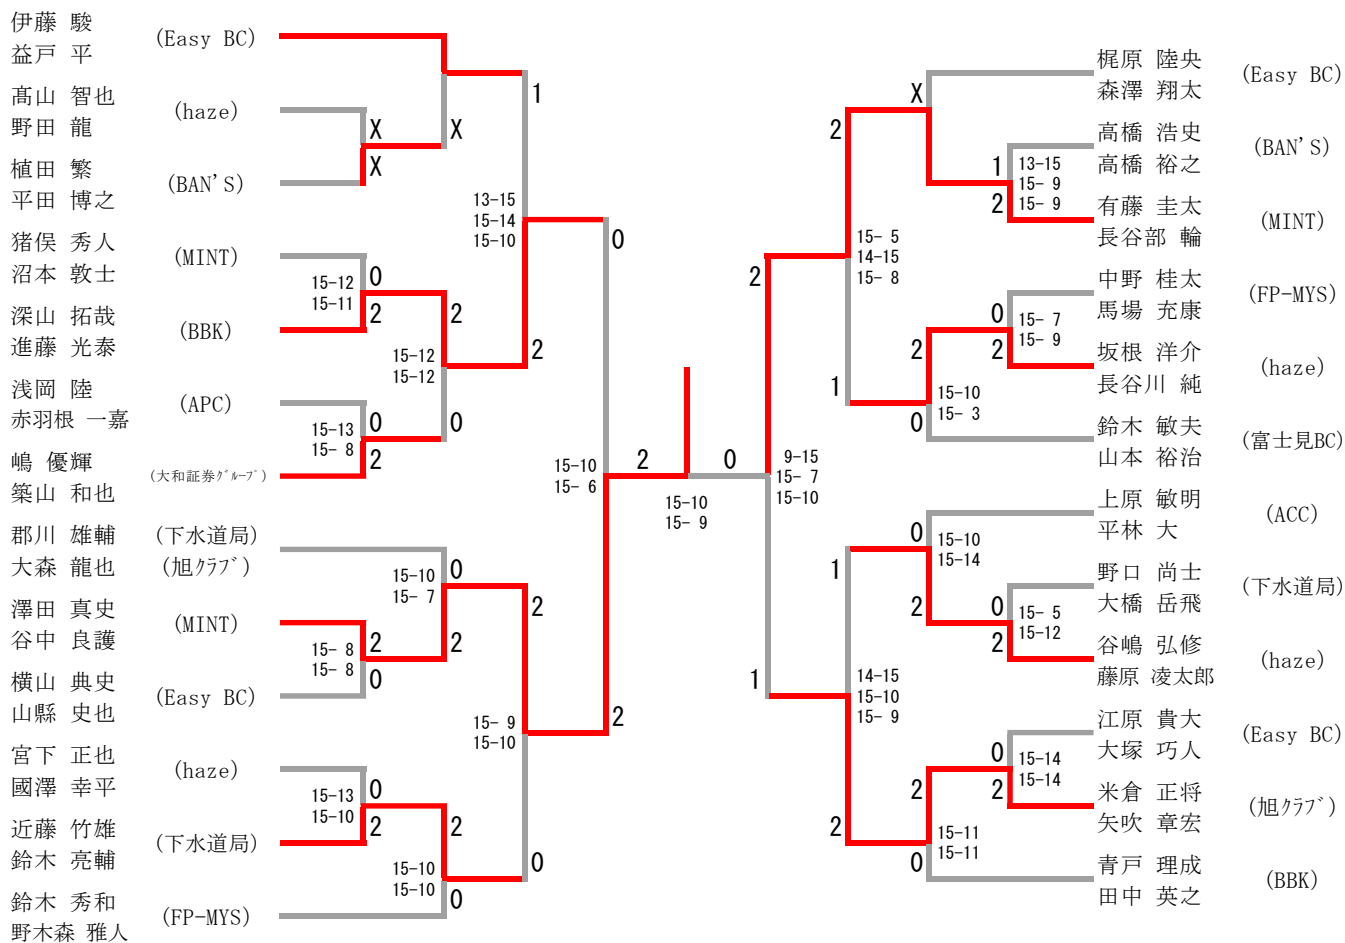 伊藤 駿
益戸 平
(Easy BC)
髙山 智也
野田 龍
(haze)
植田 繁
平田 博之
(BAN'S)
猪俣 秀人
沼本 敦士
(MINT)
深山 拓哉
進藤 光泰
(BBK)
浅岡 陸
赤羽根 一嘉
(APC)
嶋 優輝
築山 和也
(大和証券ｸﾞﾙｰﾌﾟ)
郡川 雄輔
大森 龍也
(下水道局)
(旭ｸﾗﾌﾞ)
澤田 真史
谷中 良護
(MINT)
横山 典史
山縣 史也
(Easy BC)
宮下 正也
國澤 幸平
(haze)
近藤 竹雄
鈴木 亮輔
(下水道局)
鈴木 秀和
野木森 雅人
(FP-MYS)
X
X
X
1
13-15
15-14
15-10
0
15-12
15-11
0
2
2
15-12
15-12
2
15-13
15- 8
0
2
0
15-10
15- 6
2
0
15-10
15- 9
15-10
15- 7
0
2
15- 8
15- 8
2
0
2
15- 9
15-10
2
15-13
15-10
0
2
2
15-10
15-10
0
0
梶原 陸央
森澤 翔太
(Easy BC)
高橋 浩史
高橋 裕之
(BAN'S)
有藤 圭太
長谷部 輪
(MINT)
中野 桂太
馬場 充康
(FP-MYS)
坂根 洋介
長谷川 純
(haze)
鈴木 敏夫
山本 裕治
(富士見BC)
上原 敏明
平林 大
(ACC)
野口 尚士
大橋 岳飛
(下水道局)
谷嶋 弘修
藤原 凌太郎
(haze)
江原 貴大
大塚 巧人
(Easy BC)
米倉 正将
矢吹 章宏
(旭ｸﾗﾌﾞ)
青戸 理成
田中 英之
(BBK)
X
2
1
13-15
15- 9
15- 9
2
15- 5
14-15
15- 8
2
0
15- 7
15- 9
2
2
1
15-10
15- 3
0
9-15
15- 7
15-10
0
15-10
15-14
1
2
0
15- 5
15-12
2
1
14-15
15-10
15- 9
0
15-14
15-14
2
2
2
15-11
15-11
0